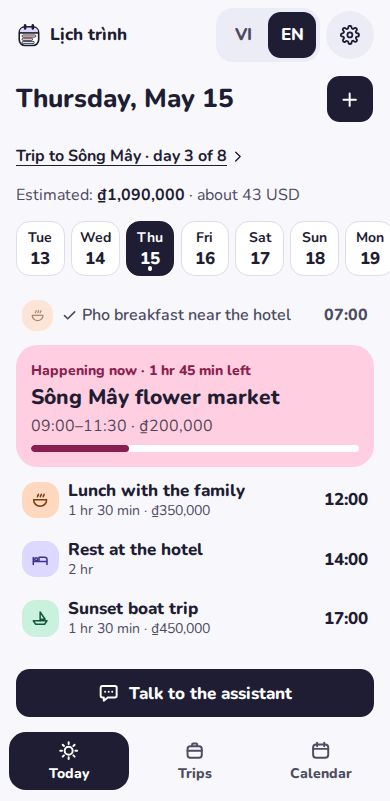 Lịch trình
VI
EN
Thursday, May 15
Trip to Sông Mây · day 3 of 8
Estimated: ₫1,090,000 · about 43 USD
Tue
13
Wed
14
Thu
15
Fri
16
Sat
17
Sun
18
Mon
19
Pho breakfast near the hotel
07:00
Happening now · 1 hr 45 min left
Sông Mây flower market
09:00–11:30 · ₫200,000
Lunch with the family
1 hr 30 min · ₫350,000
12:00
Rest at the hotel
2 hr
14:00
Sunset boat trip
1 hr 30 min · ₫450,000
17:00
Talk to the assistant
Today
Trips
Calendar